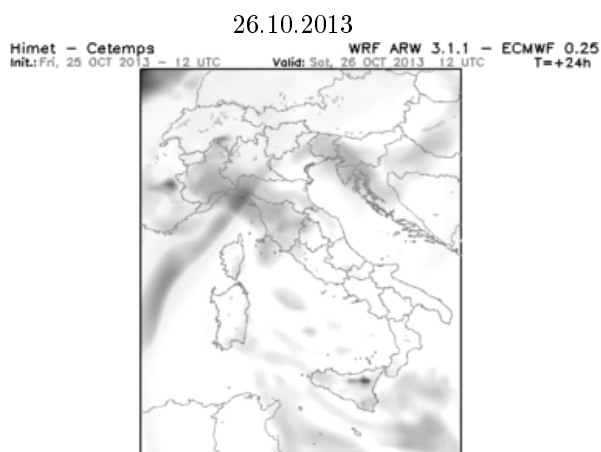 26.10.2013
Himet – Cetemps WRF ARW 3.1.1 – ECMWF 0.25
Init.: Fri, 25 OCT 2013 – 12 UTC Valid: Sat, 26 OCT 2013 12 UTC T=+24h